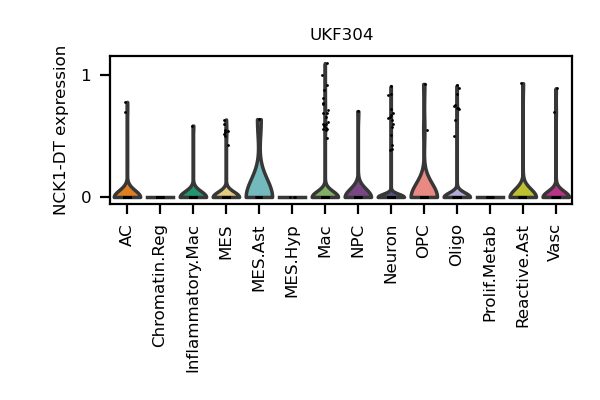 UKF304
NCK1-DT expression
1
0
AC
Chromatin.Reg
Inflammatory.Mac
MES
MES.Ast
MES.Hyp
Mac
NPC
Neuron
OPC
Oligo
Prolif.Metab
Reactive.Ast
Vasc